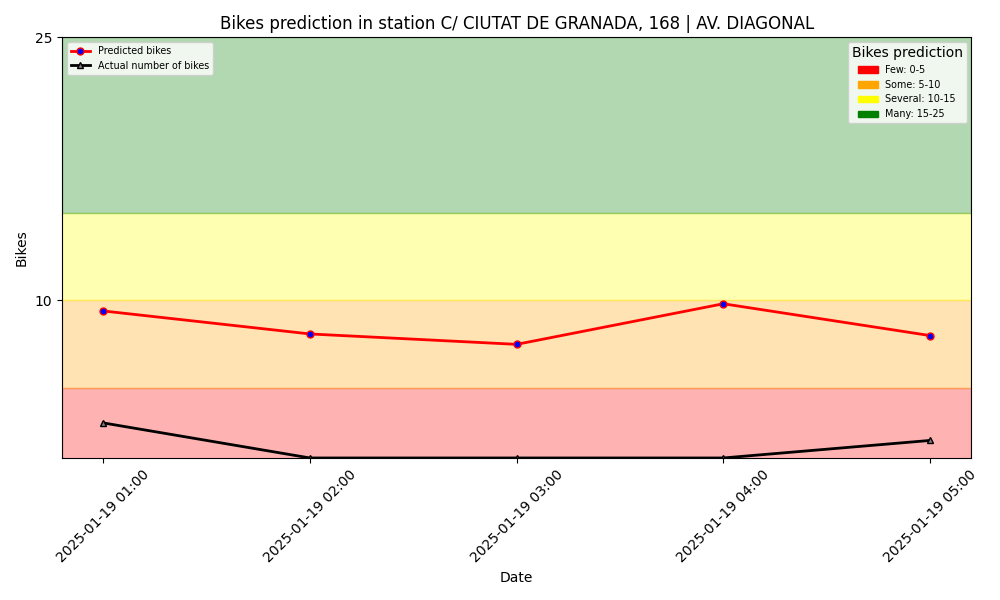 Bikes prediction in station C/ CIUTAT DE GRANADA, 168 | AV. DIAGONAL
25
Predicted bikes
Actual number of bikes
Bikes prediction
Few: 0-5
Some: 5-10
Several: 10-15
Many: 15-25
Bikes
10
2025-01-19 01:00
2025-01-19 02:00
2025-01-19 03:00
2025-01-19 04:00
2025-01-19 05:00
Date